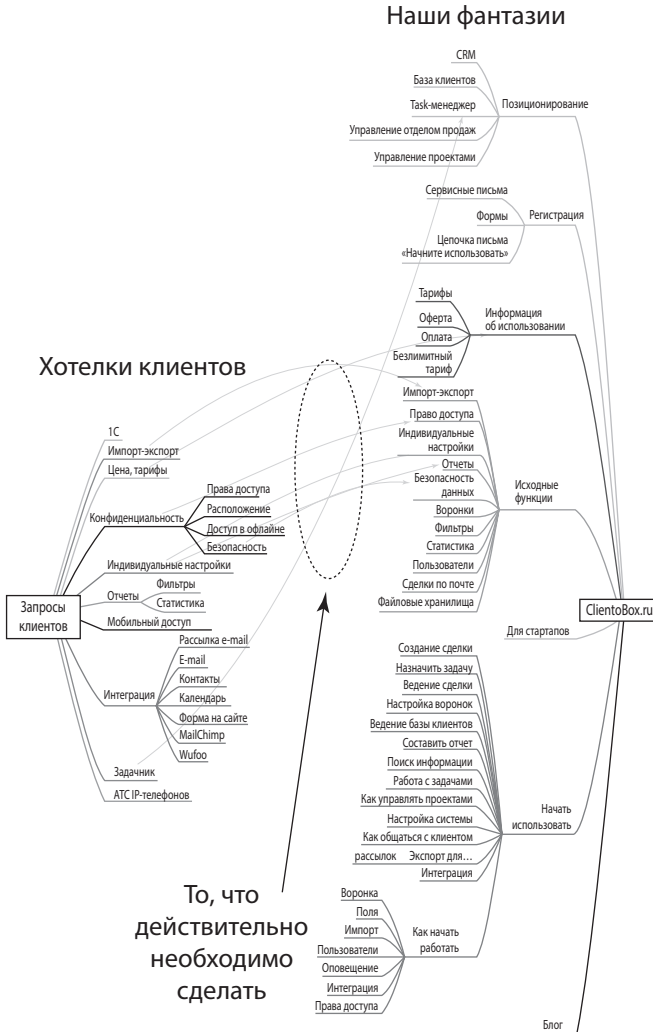 Наши фантазии
CRM
База клиентов
Task-менеджер
Управление отделом продаж
Управление проектами
Позиционирование
Сервисные письма
Формы
Цепочка письма
«Начните использовать»
Регистрация
Тарифы
Оферта
Оплата
Безлимитный
тариф
Информация
об использовании
Импорт-экспорт
Право доступа
Индивидуальные
настройки
Отчеты
Безопасность
данных
Воронки
Фильтры
Статистика
Пользователи
Сделки по почте
Файловые хранилища
Исходные
функции
ClientoBox.ru
Для стартапов
Создание сделки
Назначить задачу
Ведение сделки
Настройка воронок
Ведение базы клиентов
Составить отчет
Поиск информации
Работа с задачами
Как управлять проектами
Настройка системы
Как общаться с клиентом
рассылок Экспорт для…
Интеграция
Начать
использовать
Воронка
Поля
Импорт
Пользователи
Оповещение
Интеграция
Права доступа
Как начать
работать
Блог
Хотелки клиентов
1С
Импорт-экспорт
Цена, тарифы
Конфиденциальность
Права доступа
Расположение
Доступ в офлайне
Безопасность
Индивидуальные настройки
Отчеты
Фильтры
Статистика
Мобильный доступ
Запросы
клиентов
Интеграция
Рассылка e-mail
E-mail
Контакты
Календарь
Форма на сайте
MailChimp
Wufoo
Задачник
АТС IP-телефонов
То, что
действительно
необходимо
сделать